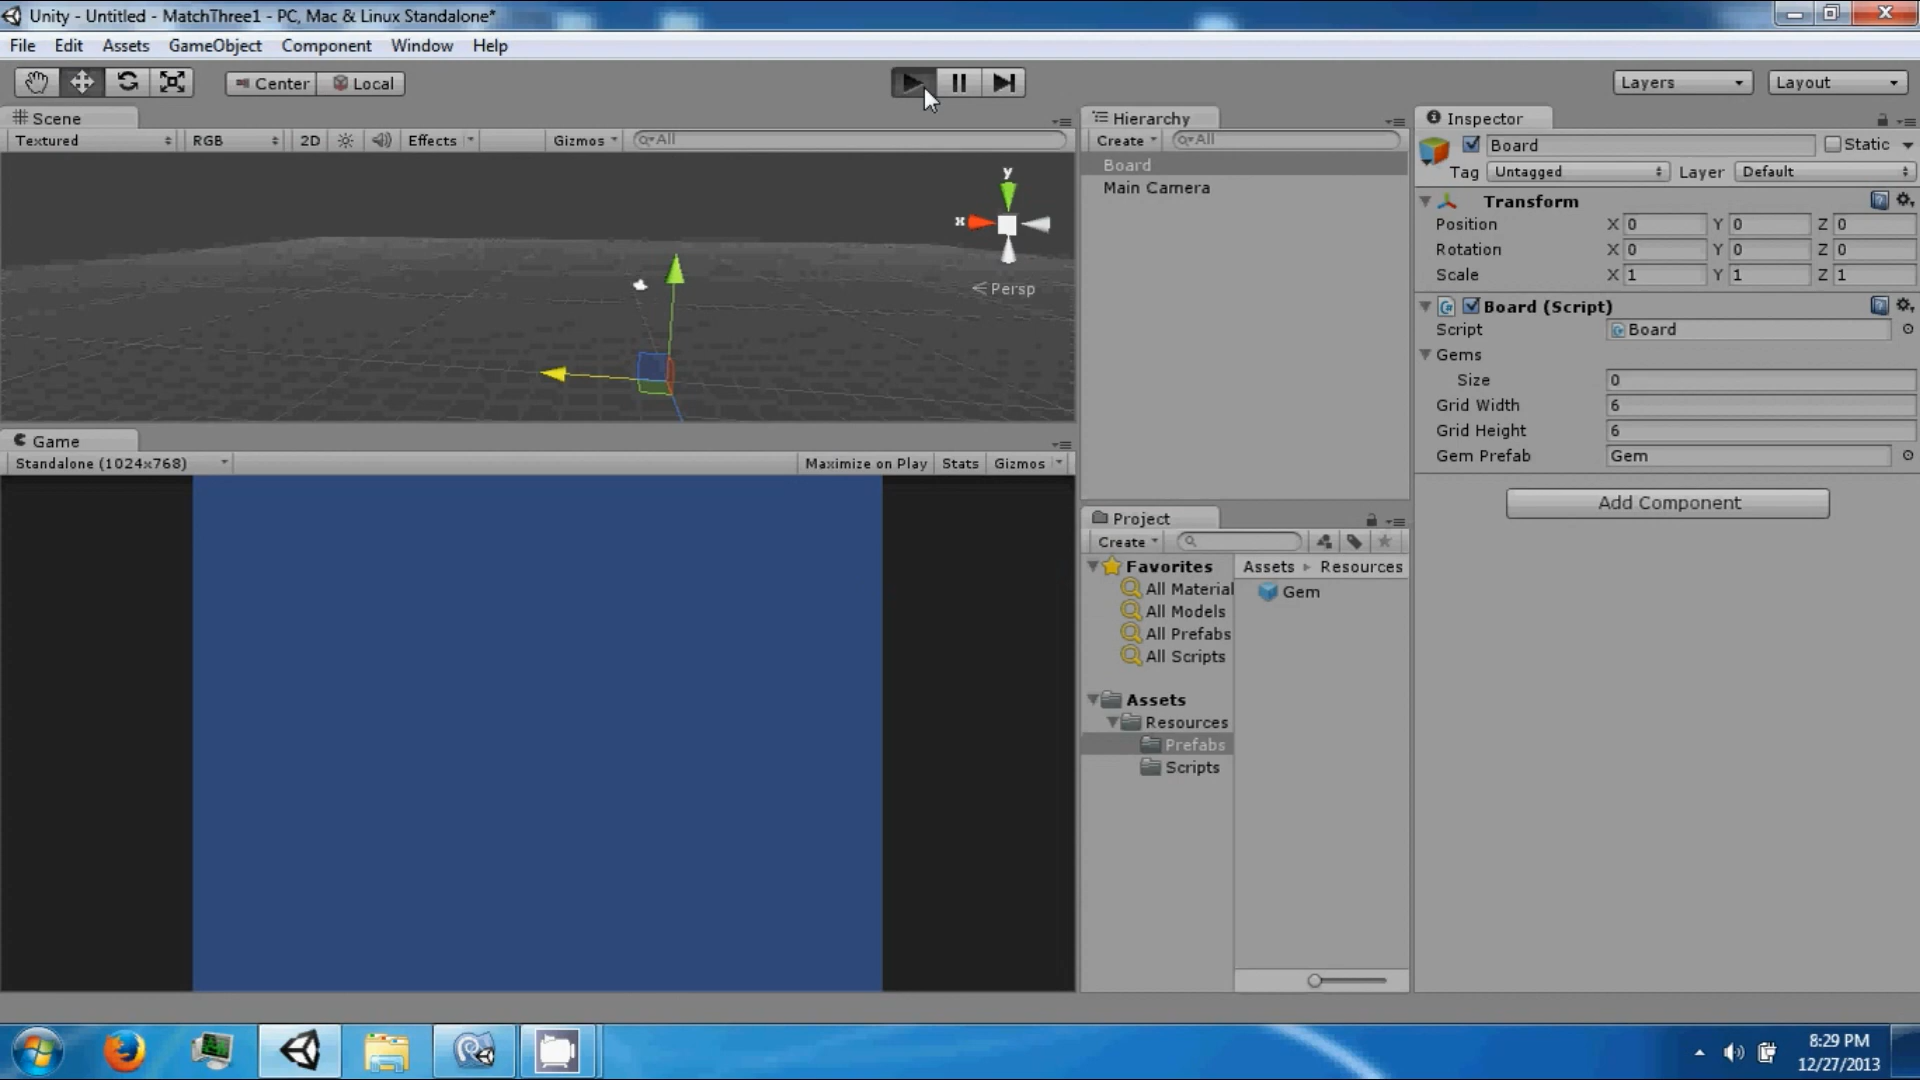 Unity - Untitled - MatchThree1 - PC, Mac & Linux Standalone*
File Edit Assets GameObject Component Window Help
Center Local Layers Layout
Scene
Textured RGB 2D Effects Gizmos All
y
x
Persp
Game
Standalone (1024x768) Maximize on Play Stats Gizmos
Hierarchy
Create All
Board
Main Camera
Project
Create
Favorites
All Material
All Models
All Prefabs
All Scripts
Assets
Resources
Prefabs
Scripts
Assets Resources
Gem
Inspector
Board Static
Tag Untagged Layer Default
Transform
Position X 0 Y 0 Z 0
Rotation X 0 Y 0 Z 0
Scale X 1 Y 1 Z 1
Board (Script)
Script Board
Gems
Size 0
Grid Width 6
Grid Height 6
Gem Prefab Gem
Add Component
8:29 PM
12/27/2013